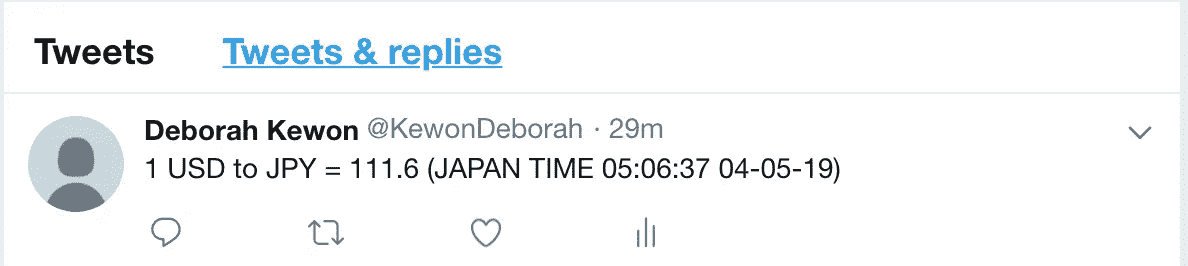 Tweets Tweets & replies
Deborah Kewon @KewonDeborah · 29m
1 USD to JPY = 111.6 (JAPAN TIME 05:06:37 04-05-19)